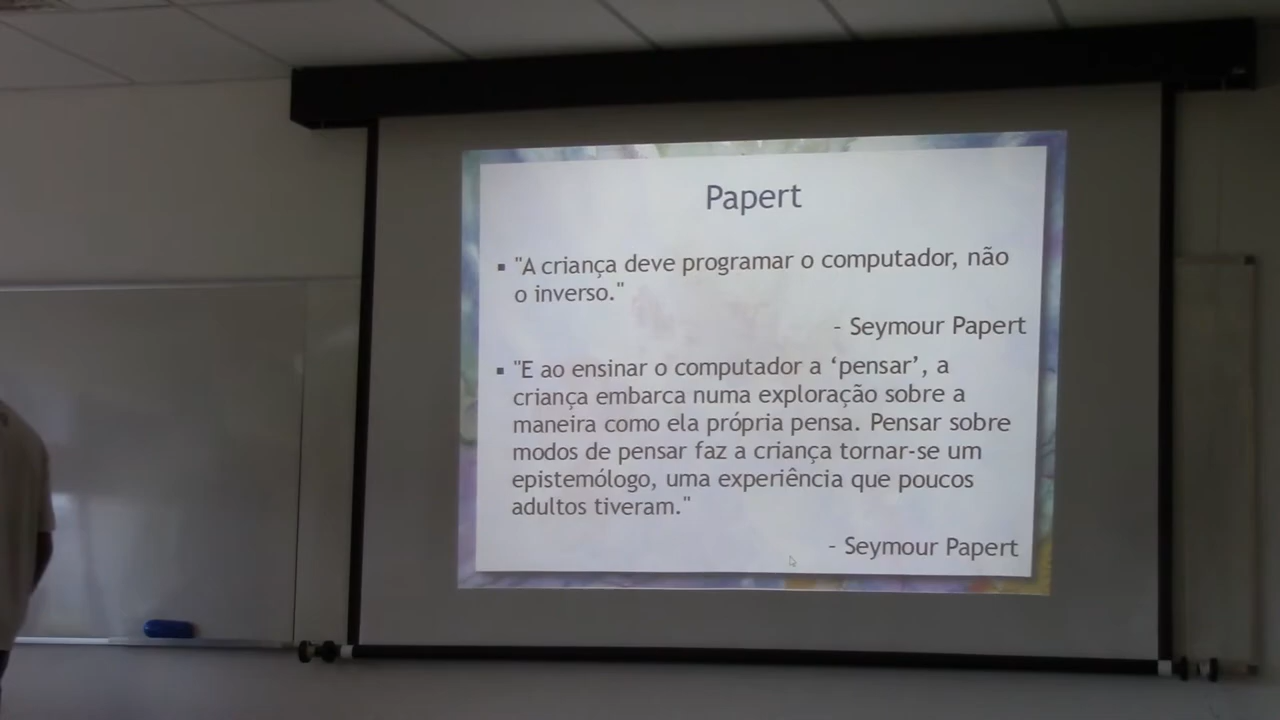 Papert
▪ "A criança deve programar o computador, não
o inverso."
- Seymour Papert
▪ "E ao ensinar o computador a ‘pensar’, a
criança embarca numa exploração sobre a
maneira como ela própria pensa. Pensar sobre
modos de pensar faz a criança tornar-se um
epistemólogo, uma experiência que poucos
adultos tiveram."
- Seymour Papert